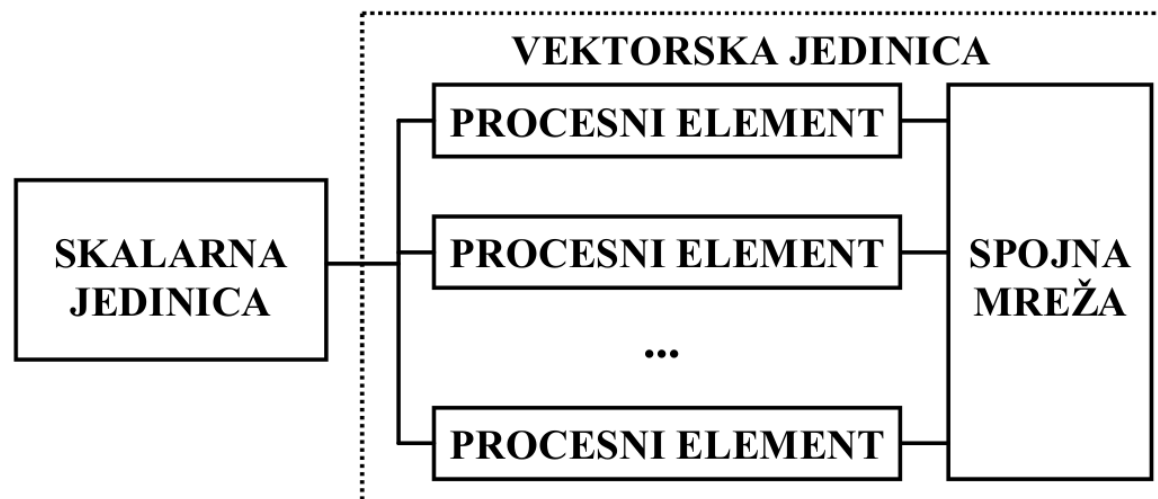 VEKTORSKA JEDINICA
PROCESNI ELEMENT
SKALARNA
JEDINICA
PROCESNI ELEMENT
SPOJNA
MREŽA
...
PROCESNI ELEMENT